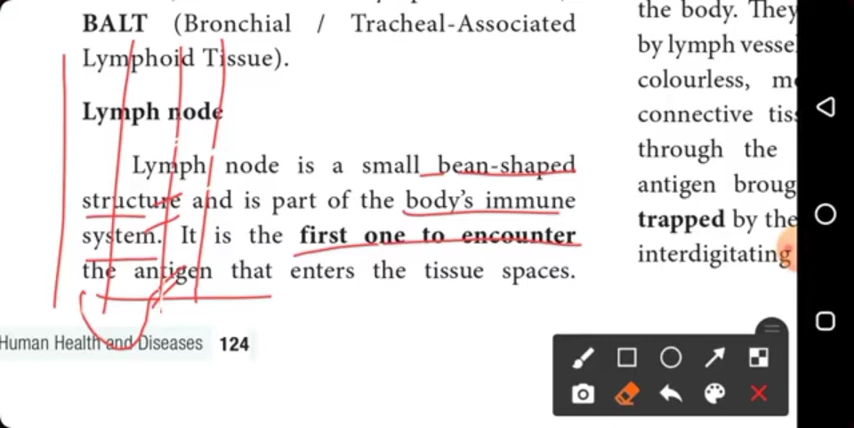 BALT (Bronchial / Tracheal-Associated
Lymphoid Tissue).
Lymph node
Lymph node is a small bean-shaped
structure and is part of the body's immune
system. It is the first one to encounter
the antigen that enters the tissue spaces.
Human Health and Diseases 124
the body. They
by lymph vesse
colourless, m
connective tis
through the
antigen broug
trapped by the
interdigitating